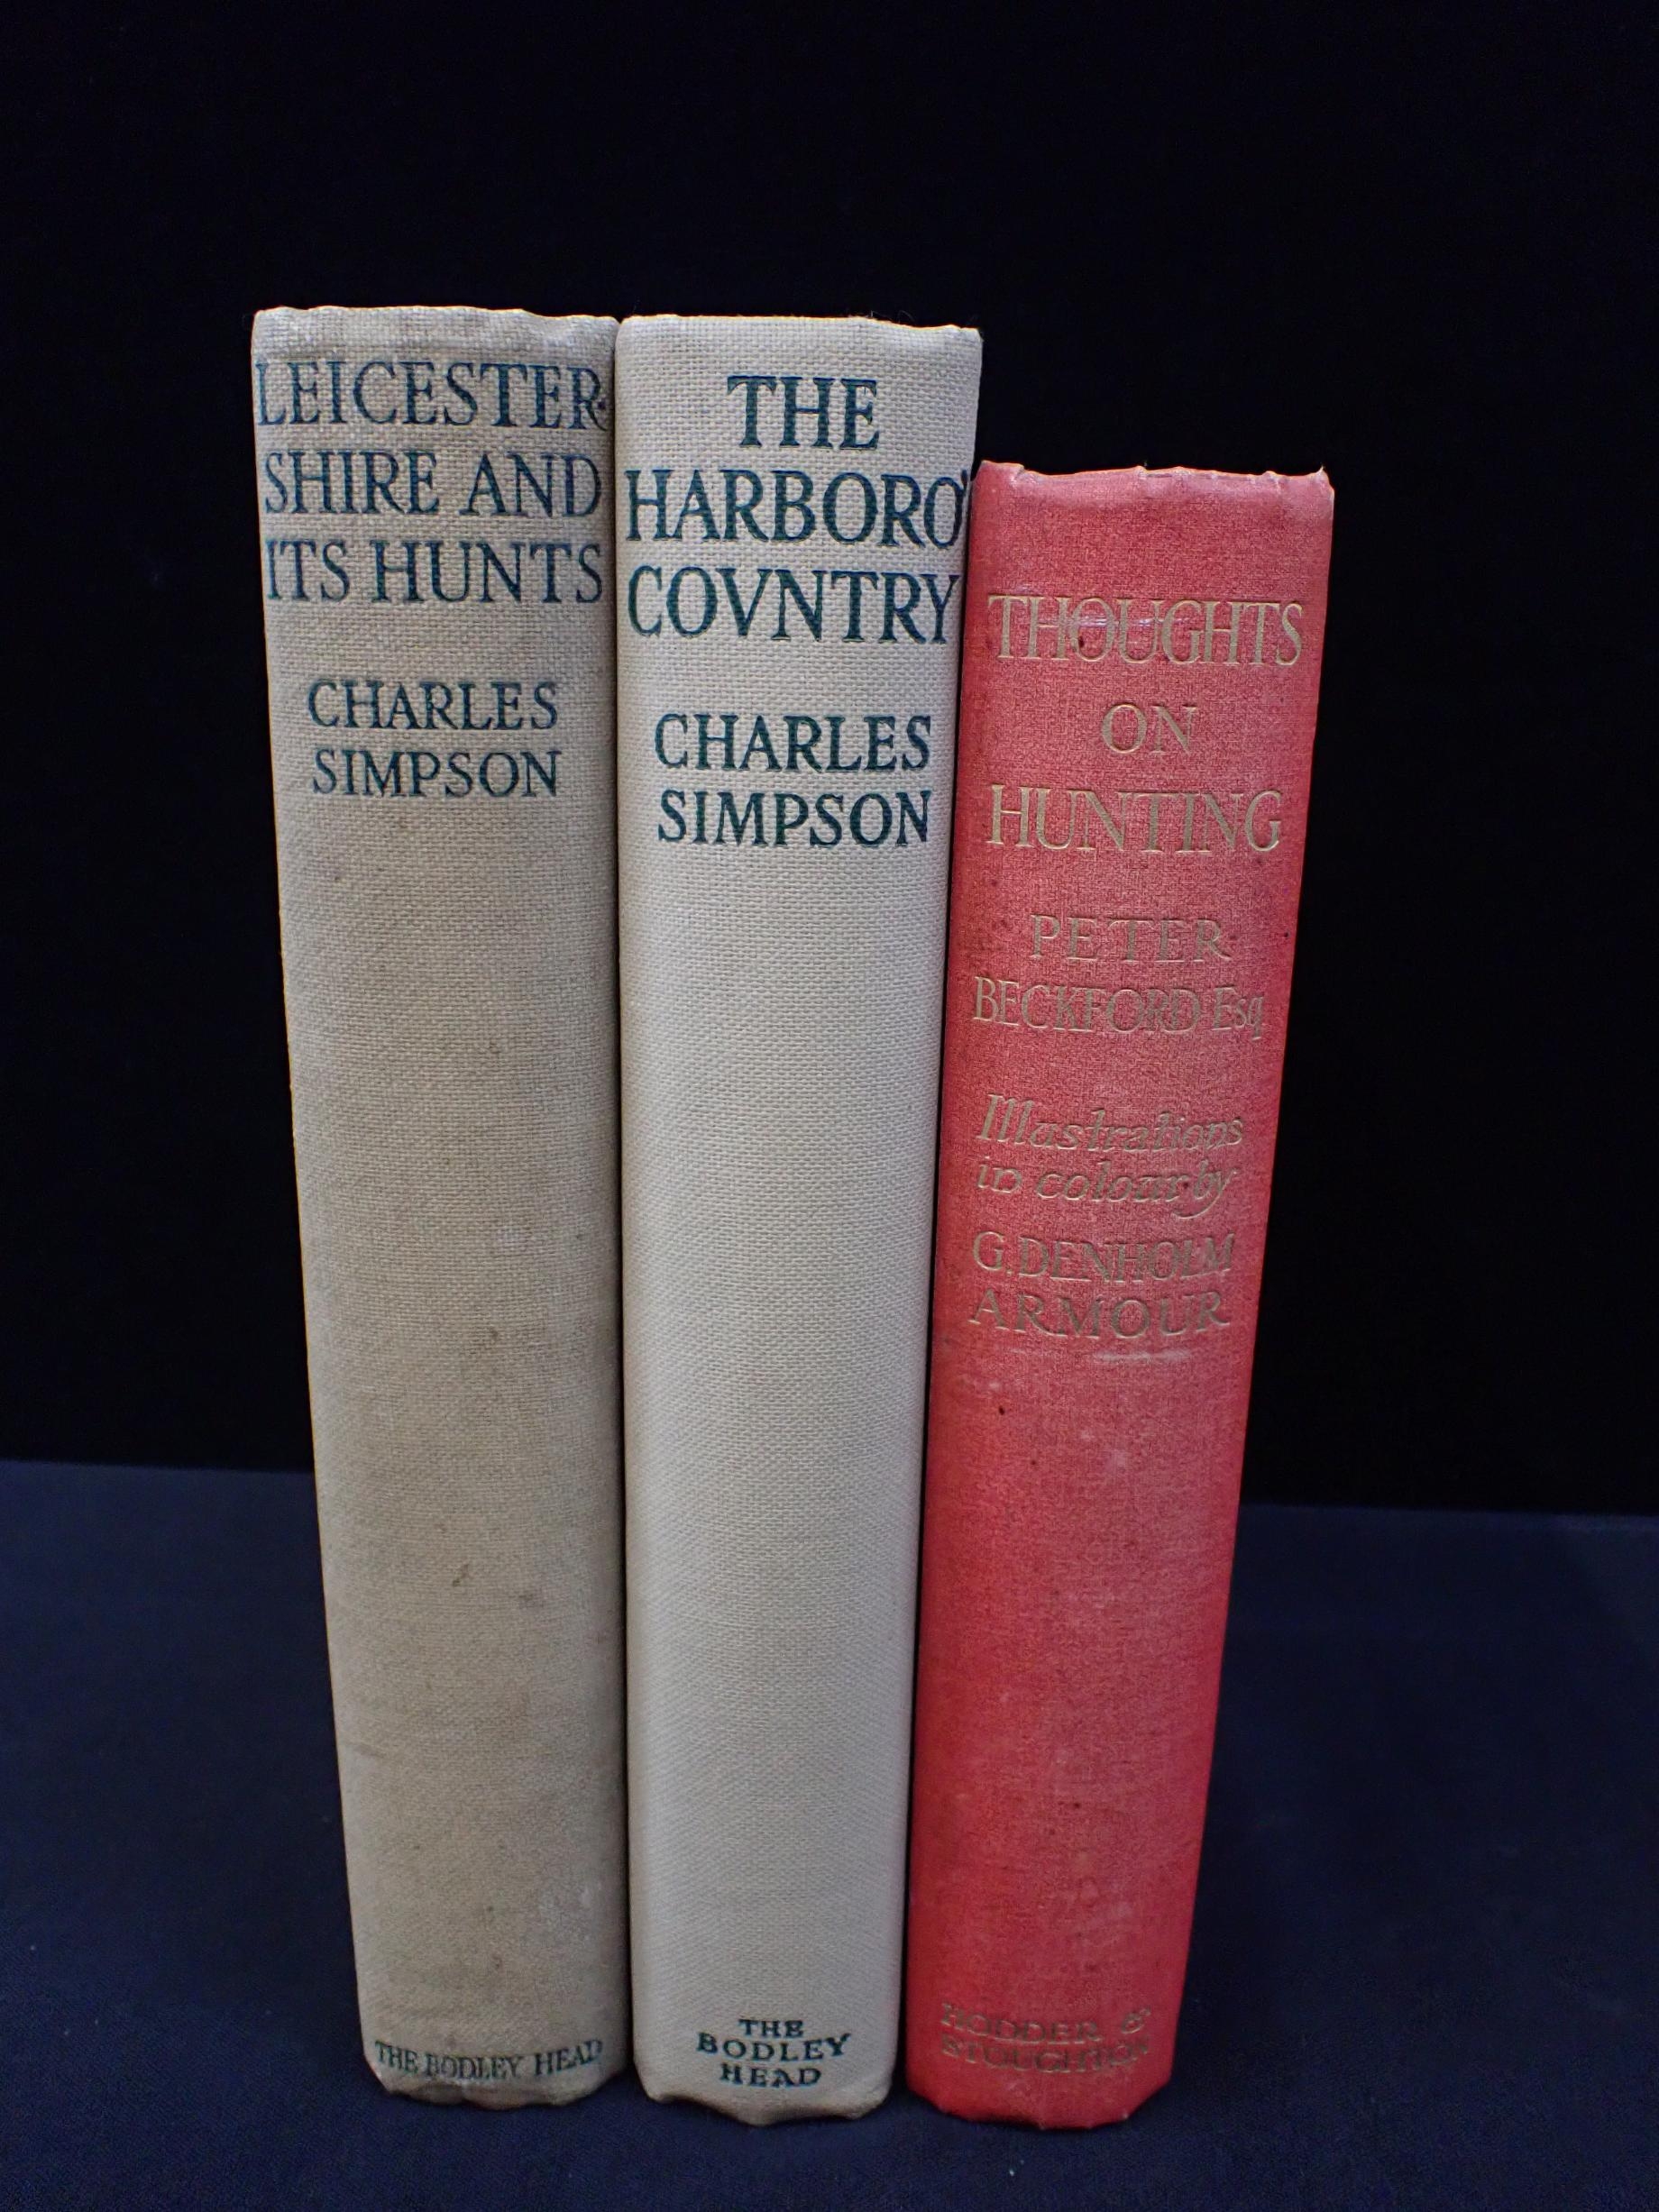 LEICESTER-
SHIRE AND
ITS HUNTS
CHARLES
SIMPSON
THE BODLEY HEAD
THE
HARBORO'
COVNTRY
CHARLES
SIMPSON
THE
BODLEY
HEAD
THOUGHTS
ON
HUNTING
PETER
BECKFORD Esq
Illustrations
in colour by
G. DENHOLM
ARMOUR
HODDER &
STOUGHTON